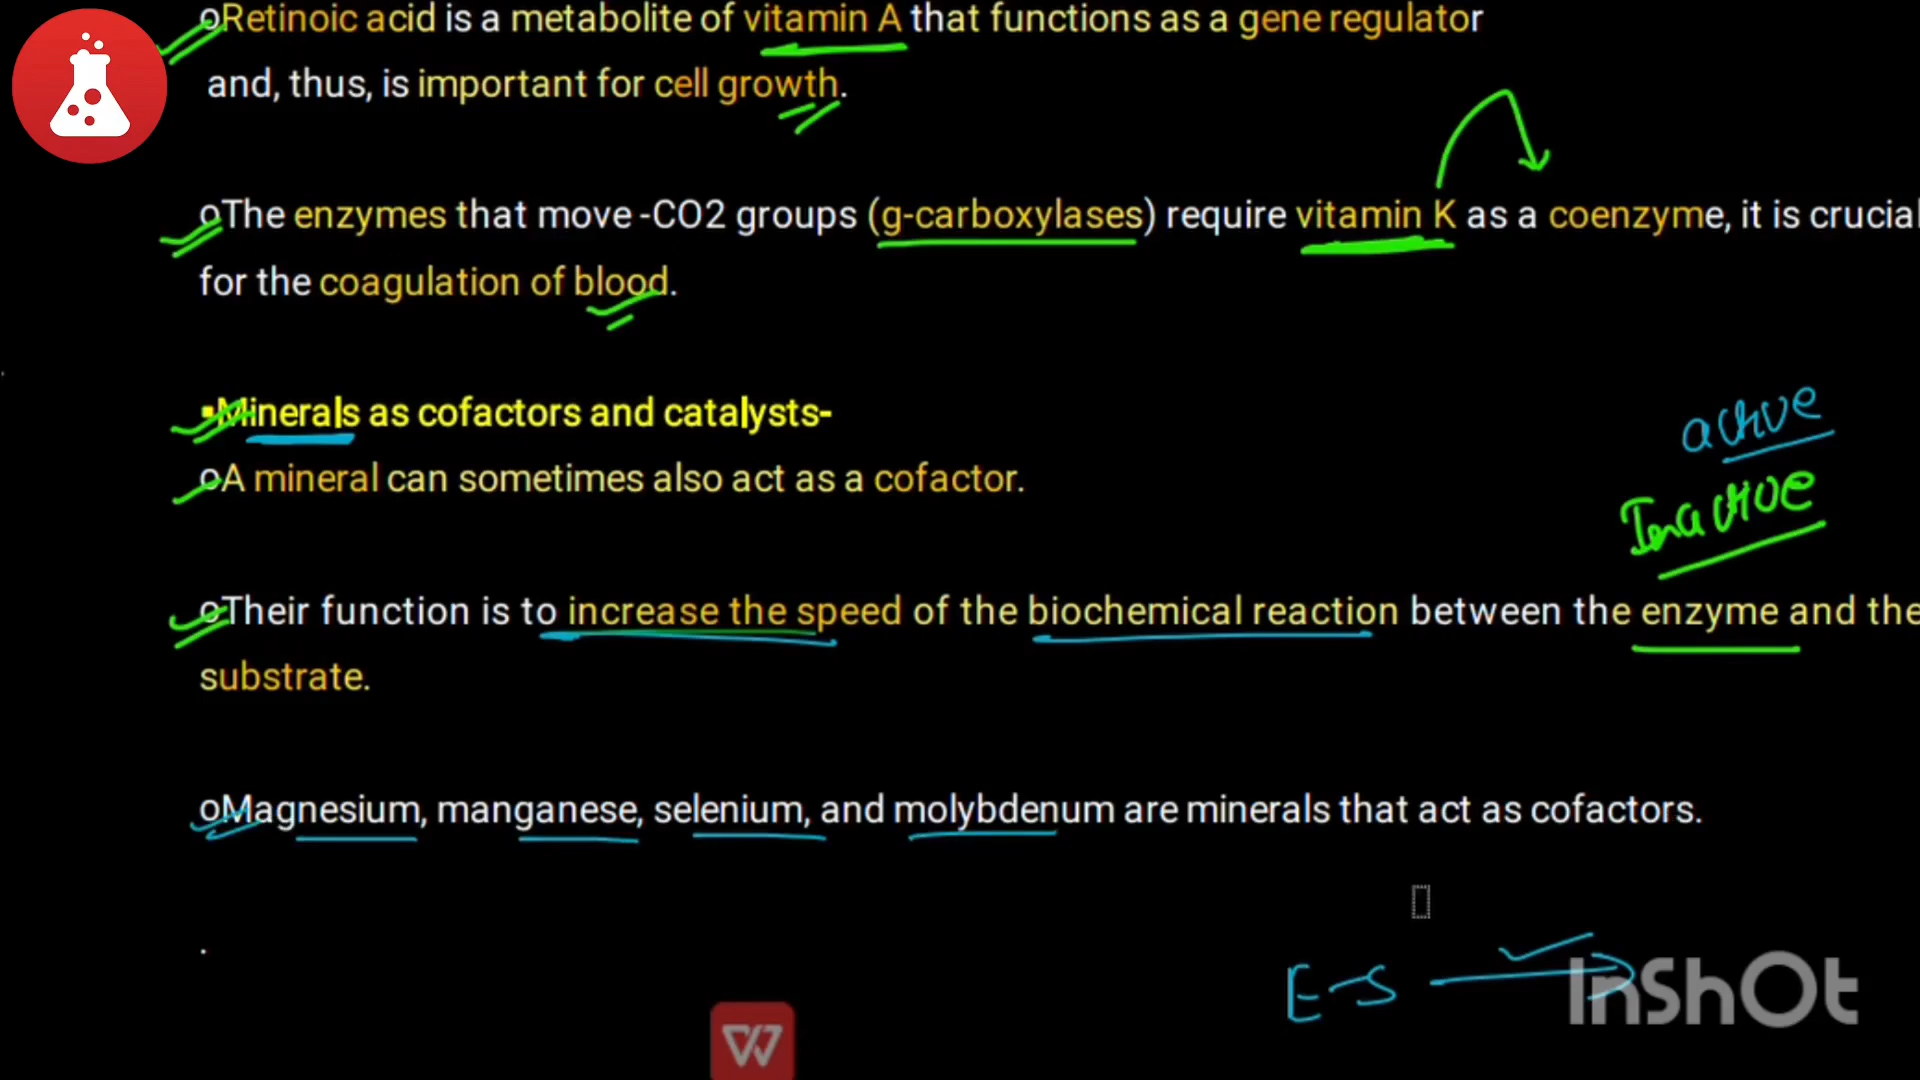 oRetinoic acid is a metabolite of vitamin A that functions as a gene regulator
and, thus, is important for cell growth.
oThe enzymes that move -CO2 groups (g-carboxylases) require vitamin K as a coenzyme, it is crucial
for the coagulation of blood.
▪Minerals as cofactors and catalysts-
active
oA mineral can sometimes also act as a cofactor.
Inactive
oTheir function is to increase the speed of the biochemical reaction between the enzyme and the
substrate.
oMagnesium, manganese, selenium, and molybdenum are minerals that act as cofactors.
.
E-S
InShOt
W